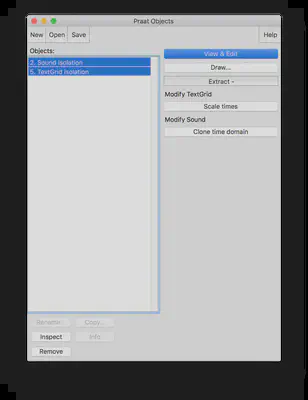 Praat Objects
New Open Save Help
Objects:
2. Sound isolation
5. TextGrid isolation
View & Edit
Draw...
Extract -
Modify TextGrid
Scale times
Modify Sound
Clone time domain
Rename... Copy...
Inspect Info
Remove